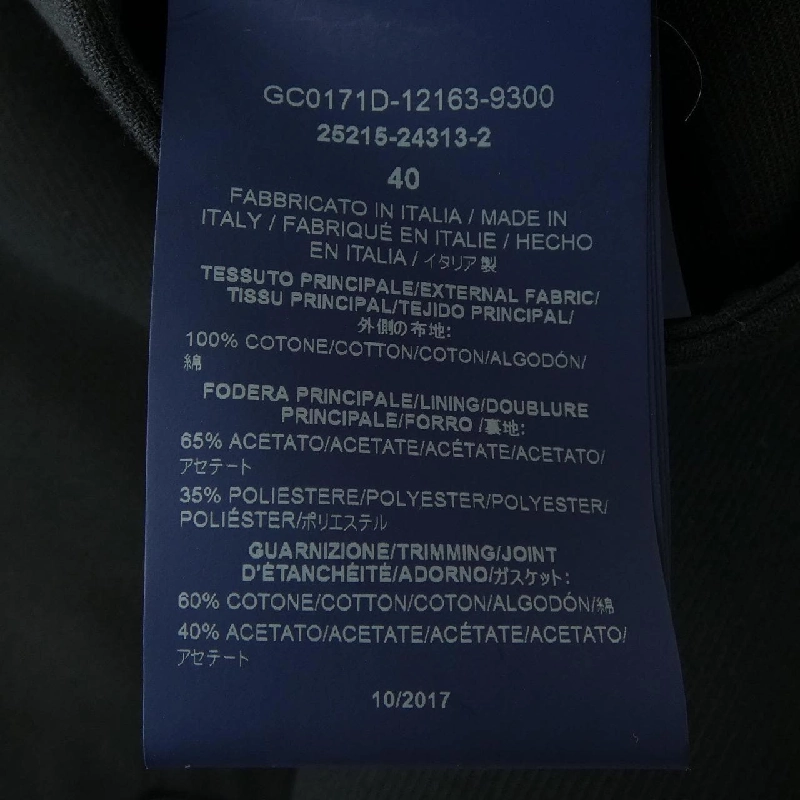 GC0171D-12163-9300
25215-24313-2
40
FABBRICATO IN ITALIA / MADE IN
ITALY / FABRIQUÉ EN ITALIE / HECHO
EN ITALIA / イタリア製
TESSUTO PRINCIPALE/EXTERNAL FABRIC/
TISSU PRINCIPAL/TEJIDO PRINCIPAL/
外側の布地:
100% COTONE/COTTON/COTON/ALGODÓN/
綿
FODERA PRINCIPALE/LINING/DOUBLURE
PRINCIPALE/FORRO /裏地:
65% ACETATO/ACETATE/ACÉTATE/ACETATO/
アセテート
35% POLIESTERE/POLYESTER/POLYESTER/
POLIÉSTER/ポリエステル
GUARNIZIONE/TRIMMING/JOINT
D'ÉTANCHÉITÉ/ADORNO/ガスケット:
60% COTONE/COTTON/COTON/ALGODÓN/綿
40% ACETATO/ACETATE/ACÉTATE/ACETATO/
アセテート
10/2017